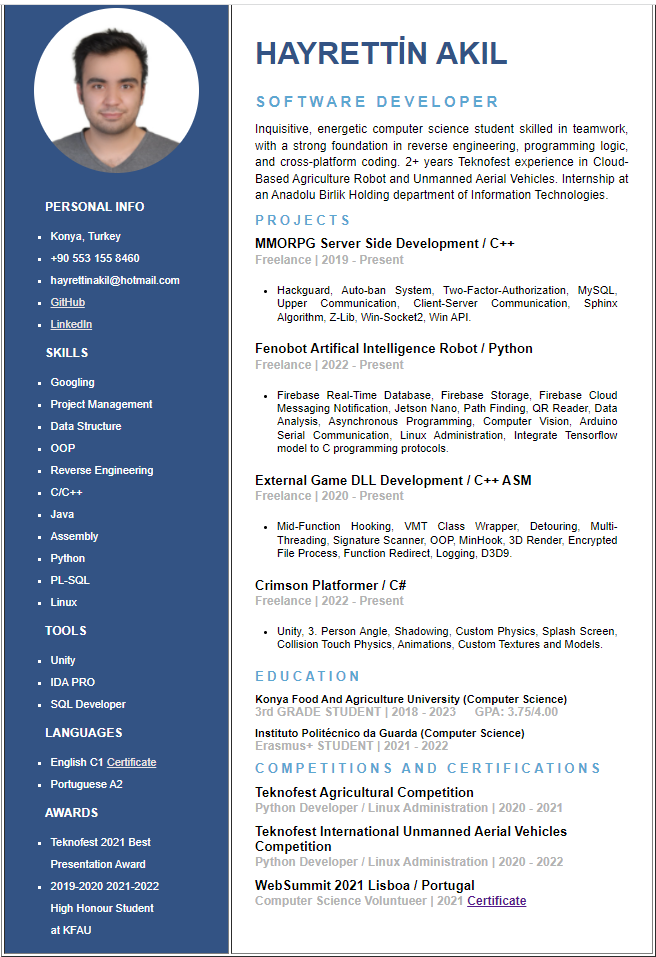 PERSONAL INFO
Konya, Turkey
+90 553 155 8460
hayrettinakil@hotmail.com
GitHub
LinkedIn
SKILLS
Googling
Project Management
Data Structure
OOP
Reverse Engineering
C/C++
Java
Assembly
Python
PL-SQL
Linux
TOOLS
Unity
IDA PRO
SQL Developer
LANGUAGES
English C1 Certificate
Portuguese A2
AWARDS
Teknofest 2021 Best
Presentation Award
2019-2020 2021-2022
High Honour Student
at KFAU
HAYRETTİN AKIL
SOFTWARE DEVELOPER
Inquisitive, energetic computer science student skilled in teamwork,
with a strong foundation in reverse engineering, programming logic,
and cross-platform coding. 2+ years Teknofest experience in Cloud-
Based Agriculture Robot and Unmanned Aerial Vehicles. Internship at
an Anadolu Birlik Holding department of Information Technologies.
PROJECTS
MMORPG Server Side Development / C++
Freelance | 2019 - Present
Hackguard, Auto-ban System, Two-Factor-Authorization, MySQL,
Upper Communication, Client-Server Communication, Sphinx
Algorithm, Z-Lib, Win-Socket2, Win API.
Fenobot Artifical Intelligence Robot / Python
Freelance | 2022 - Present
Firebase Real-Time Database, Firebase Storage, Firebase Cloud
Messaging Notification, Jetson Nano, Path Finding, QR Reader, Data
Analysis, Asynchronous Programming, Computer Vision, Arduino
Serial Communication, Linux Administration, Integrate Tensorflow
model to C programming protocols.
External Game DLL Development / C++ ASM
Freelance | 2020 - Present
Mid-Function Hooking, VMT Class Wrapper, Detouring, Multi-
Threading, Signature Scanner, OOP, MinHook, 3D Render, Encrypted
File Process, Function Redirect, Logging, D3D9.
Crimson Platformer / C#
Freelance | 2022 - Present
Unity, 3. Person Angle, Shadowing, Custom Physics, Splash Screen,
Collision Touch Physics, Animations, Custom Textures and Models.
EDUCATION
Konya Food And Agriculture University (Computer Science)
3rd GRADE STUDENT | 2018 - 2023 GPA: 3.75/4.00
Instituto Politécnico da Guarda (Computer Science)
Erasmus+ STUDENT | 2021 - 2022
COMPETITIONS AND CERTIFICATIONS
Teknofest Agricultural Competition
Python Developer / Linux Administration | 2020 - 2021
Teknofest International Unmanned Aerial Vehicles
Competition
Python Developer / Linux Administration | 2020 - 2022
WebSummit 2021 Lisboa / Portugal
Computer Science Voluntueer | 2021 Certificate